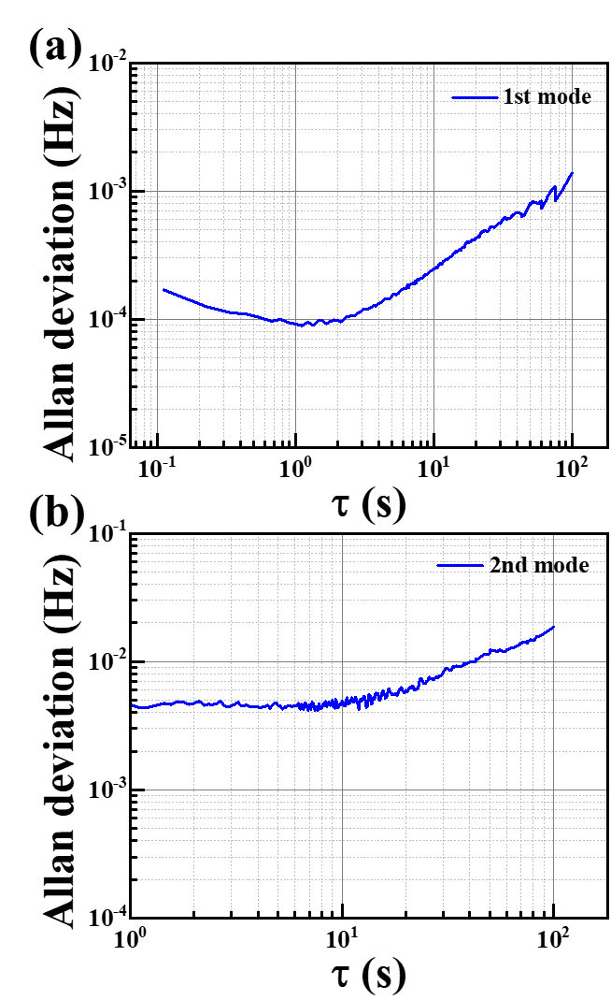 (a)
Allan deviation (Hz)
10⁻²
10⁻³
10⁻⁴
10⁻⁵
1st mode
10⁻¹ 10⁰ 10¹ 10²
τ (s)
(b)
Allan deviation (Hz)
10⁻¹
10⁻²
10⁻³
10⁻⁴
2nd mode
10⁰ 10¹ 10²
τ (s)